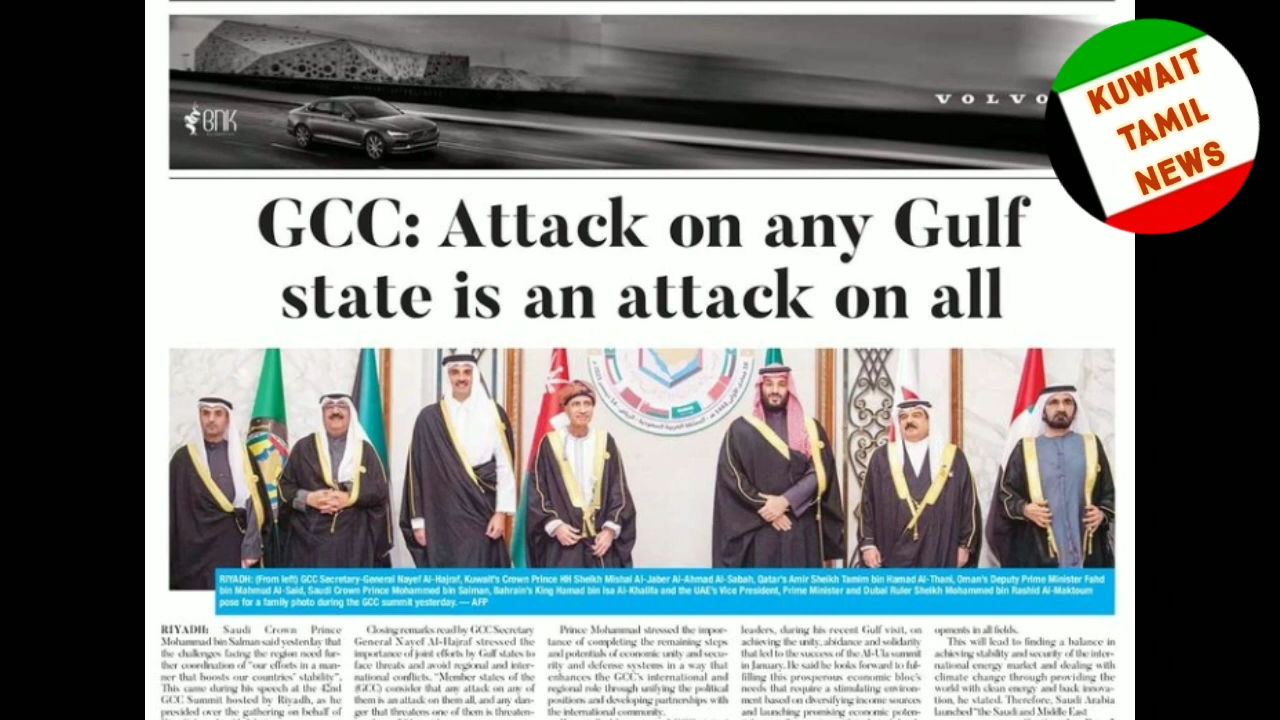 BNK
VOLVO
KUWAIT
TAMIL
NEWS
GCC: Attack on any Gulf
state is an attack on all
RIYADH: (From left) GCC Secretary-General Nayef Al-Hajraf, Kuwait's Crown Prince HH Sheikh Mishal Al-Jaber Al-Ahmad Al-Sabah, Qatar's Amir Sheikh Tamim bin Hamad Al-Thani, Oman's Deputy Prime Minister Fahd
bin Mahmud Al-Said, Saudi Crown Prince Mohammed bin Salman, Bahrain's King Hamad bin Isa Al-Khalifa and the UAE's Vice President, Prime Minister and Dubai Ruler Sheikh Mohammed bin Rashid Al-Maktoum
pose for a family photo during the GCC summit yesterday. — AFP
RIYADH: Saudi Crown Prince
Mohammad bin Salman said yesterday that
the challenges facing the region need fur-
ther coordination of "our efforts in a man-
ner that boosts our countries' stability".
This came during his speech at the 42nd
GCC Summit hosted by Riyadh, as he
presided over the gathering on behalf of
Closing remarks read by GCC Secretary
General Nayef Al-Hajraf stressed the
importance of joint efforts by Gulf states to
face threats and avoid regional and inter-
national conflicts. "Member states of the
(GCC) consider that any attack on any of
them is an attack on them all, and any dan-
ger that threatens one of them is threaten-
Prince Mohammad stressed the impor-
tance of completing the remaining steps
and potentials of economic unity and secu-
rity and defense systems in a way that
enhances the GCC's international and
regional role through unifying the political
positions and developing partnerships with
the international community.
leaders, during his recent Gulf visit, on
achieving the unity, abidance and solidarity
that led to the success of the Al-Ula summit
in January. He said he looks forward to ful-
filling this prosperous economic bloc's
needs that require a stimulating environ-
ment based on diversifying income sources
and launching promising economic poten-
opments in all fields.
This will lead to finding a balance in
achieving stability and security of the inter-
national energy market and dealing with
climate change through providing the
world with clean energy and back innova-
tion, he stated. Therefore, Saudi Arabia
launched "the Saudi and Middle East